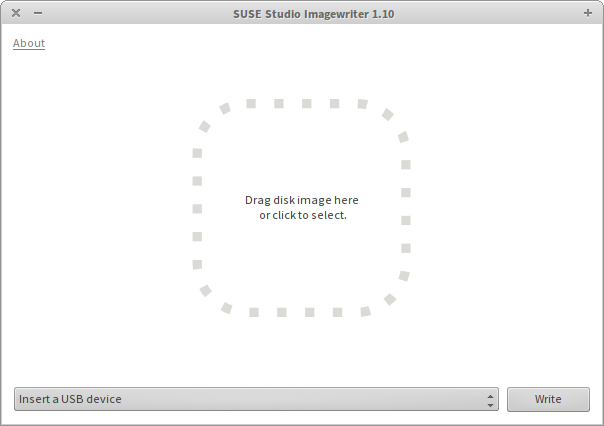 SUSE Studio Imagewriter 1.10
About
Drag disk image here
or click to select.
Insert a USB device
Write